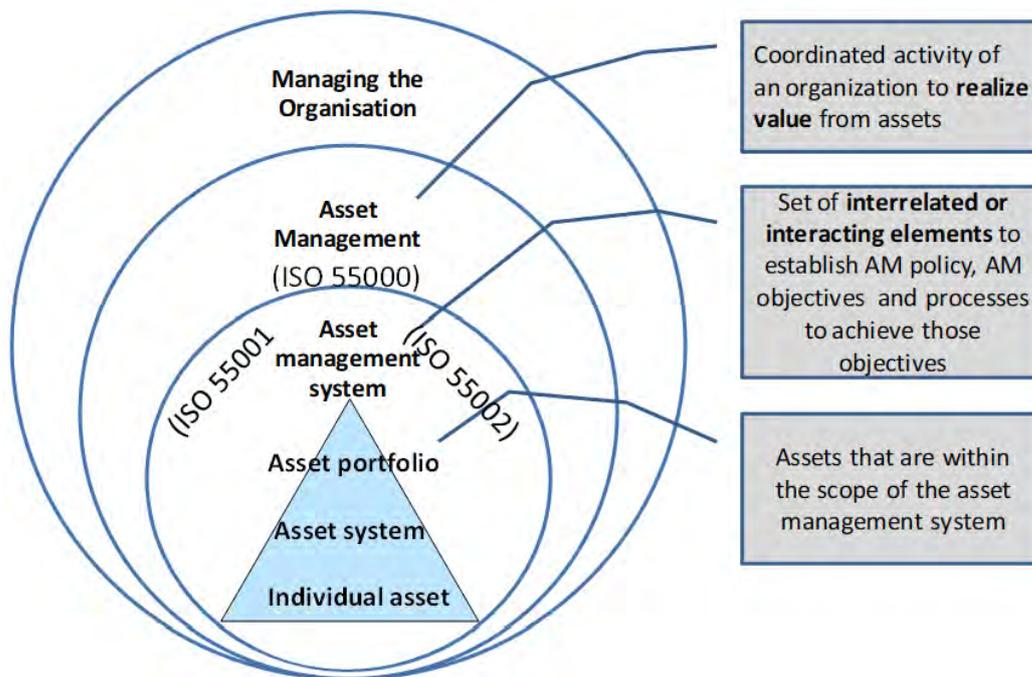 Managing the
Organisation
Asset
Management
(ISO 55000)
Asset
management
system
(ISO 55001
(ISO 55002)
Asset portfolio
Asset system
Individual asset
Coordinated activity of
an organization to realize
value from assets
Set of interrelated or
interacting elements to
establish AM policy, AM
objectives and processes
to achieve those
objectives
Assets that are within
the scope of the asset
management system